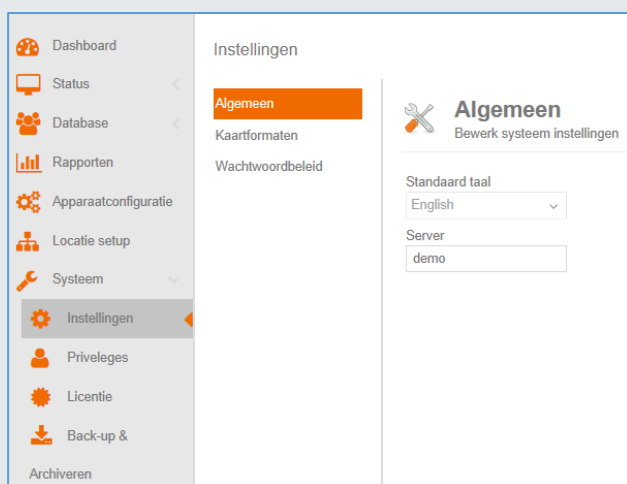 Dashboard
Status
Database
Rapporten
Apparaatconfiguratie
Locatie setup
Systeem
Instellingen
Priveleges
Licentie
Back-up &
Archiveren
Instellingen
Algemeen
Kaartformaten
Wachtwoordbeleid
Algemeen
Bewerk systeem instellingen
Standaard taal
English
Server
demo